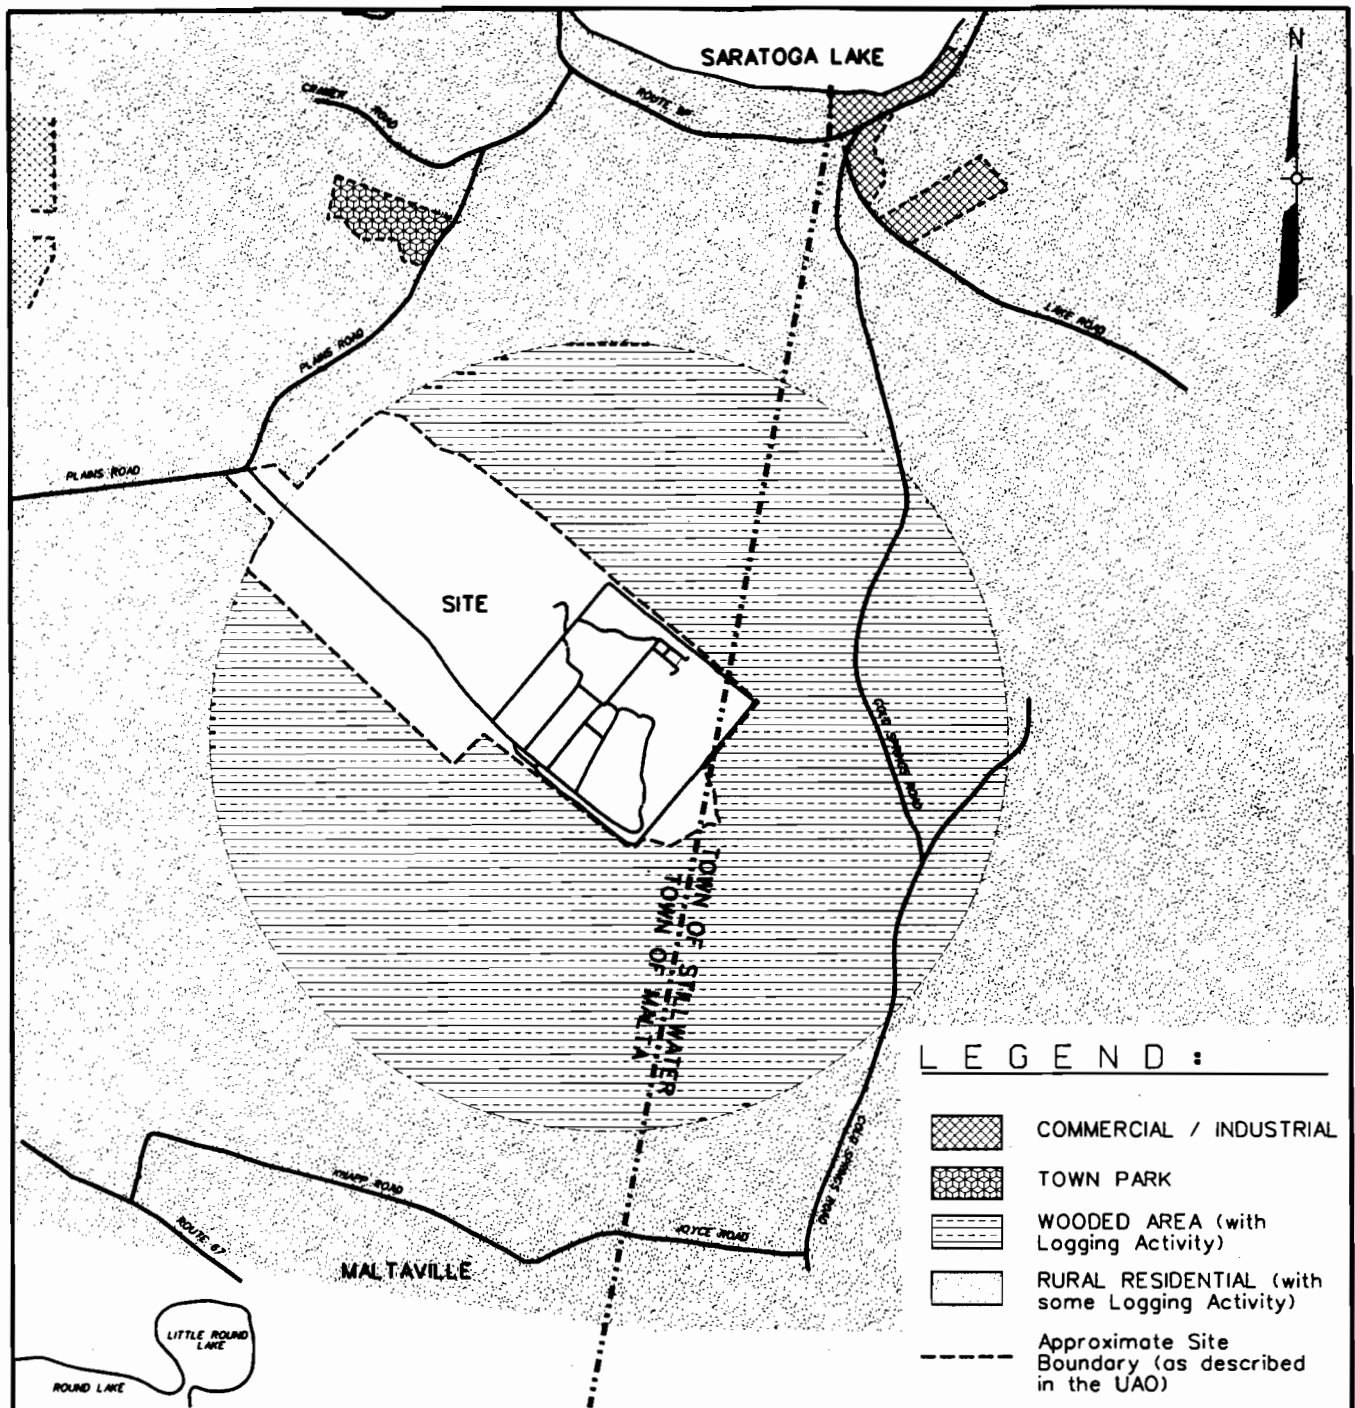 N
SARATOGA LAKE
ROUTE 9P
ROAD
LAKE ROAD
PLAINS ROAD
PLAINS ROAD
SITE
COLD SPRINGS ROAD
TOWN OF STILLWATER
TOWN OF MALTA
LEGEND:
COMMERCIAL / INDUSTRIAL
TOWN PARK
WOODED AREA (with
Logging Activity)
RURAL RESIDENTIAL (with
some Logging Activity)
Approximate Site
Boundary (as described
in the UAO)
COLD SPRINGS ROAD
KNAPP ROAD
JOYCE ROAD
ROUTE 67
MALTAVILLE
LITTLE ROUND
LAKE
ROUND LAKE